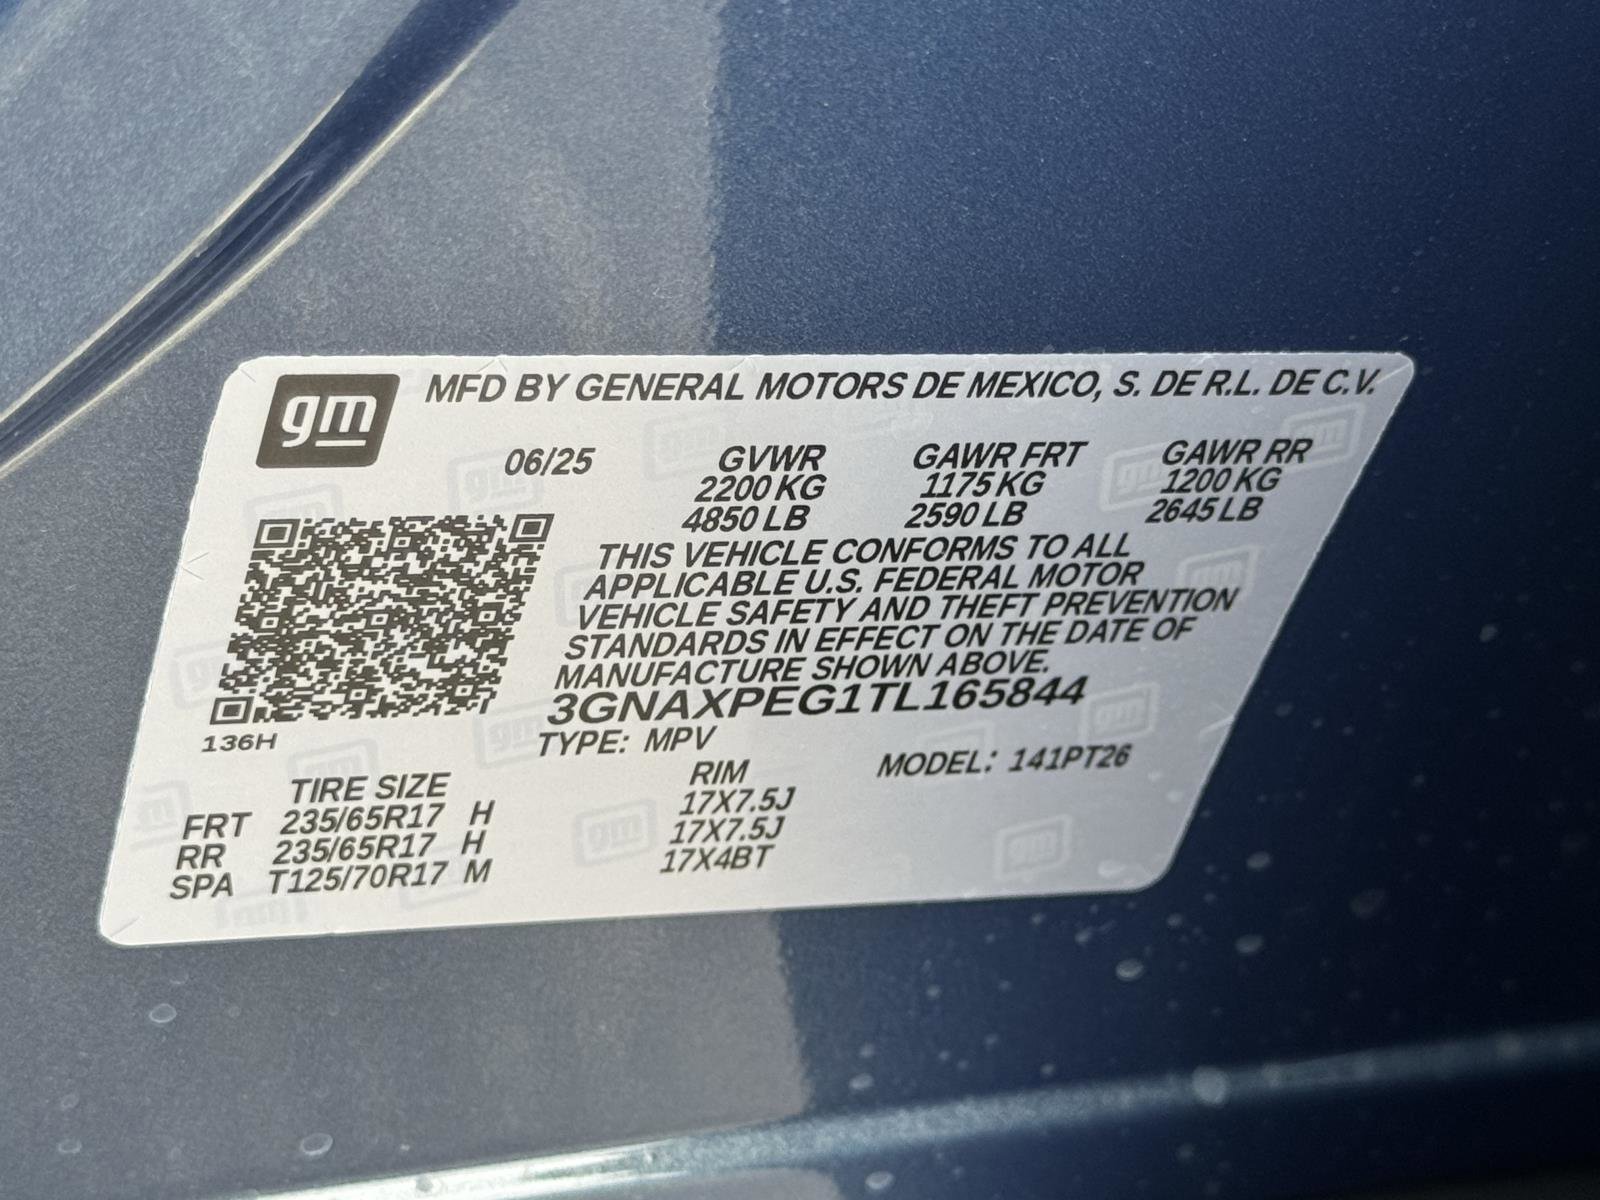 gm MFD BY GENERAL MOTORS DE MEXICO, S. DE R.L. DE C.V.
06/25 GVWR GAWR FRT GAWR RR
2200 KG 1175 KG 1200 KG
4850 LB 2590 LB 2645 LB
THIS VEHICLE CONFORMS TO ALL
APPLICABLE U.S. FEDERAL MOTOR
VEHICLE SAFETY AND THEFT PREVENTION
STANDARDS IN EFFECT ON THE DATE OF
MANUFACTURE SHOWN ABOVE.
3GNAXPEG1TL165844
136H
TYPE: MPV MODEL: 141PT26
TIRE SIZE RIM
FRT 235/65R17 H 17X7.5J
RR 235/65R17 H 17X7.5J
SPA T125/70R17 M 17X4BT